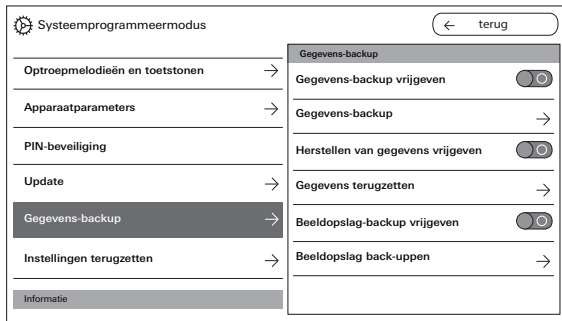 Systeemprogrammeermodus
← terug
Optroepmelodieën en toetstonen →
Apparaatparameters →
PIN-beveiliging
Update →
Gegevens-backup →
Instellingen terugzetten →
Informatie
Gegevens-backup
Gegevens-backup vrijgeven
Gegevens-backup →
Herstellen van gegevens vrijgeven
Gegevens terugzetten →
Beeldopslag-backup vrijgeven
Beeldopslag back-uppen →